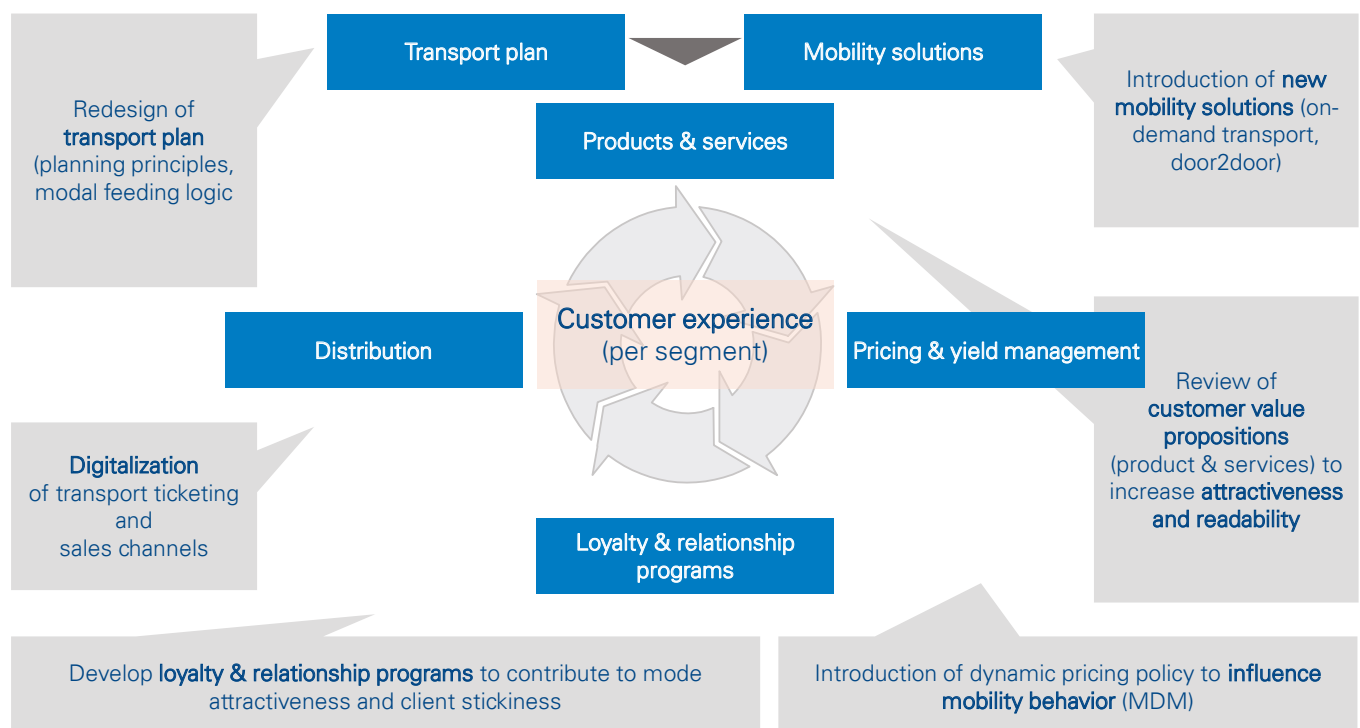 Transport plan
Mobility solutions
Redesign of
transport plan
(planning principles,
modal feeding logic
Introduction of new
mobility solutions (on-
demand transport,
door2door)
Products & services
Customer experience
(per segment)
Distribution
Pricing & yield management
Review of
customer value
propositions
(product & services) to
increase attractiveness
and readability
Digitalization
of transport ticketing
and
sales channels
Loyalty & relationship
programs
Develop loyalty & relationship programs to contribute to mode
attractiveness and client stickiness
Introduction of dynamic pricing policy to influence
mobility behavior (MDM)